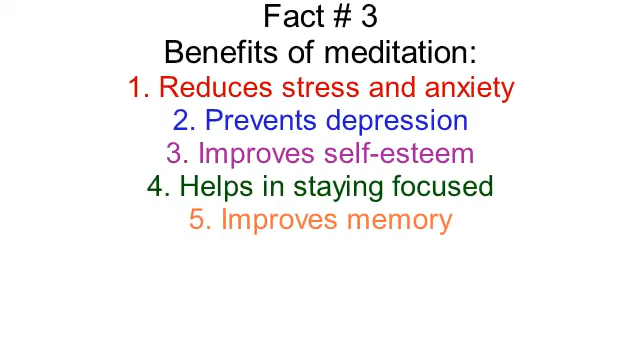 Fact # 3
Benefits of meditation:
1. Reduces stress and anxiety
2. Prevents depression
3. Improves self-esteem
4. Helps in staying focused
5. Improves memory